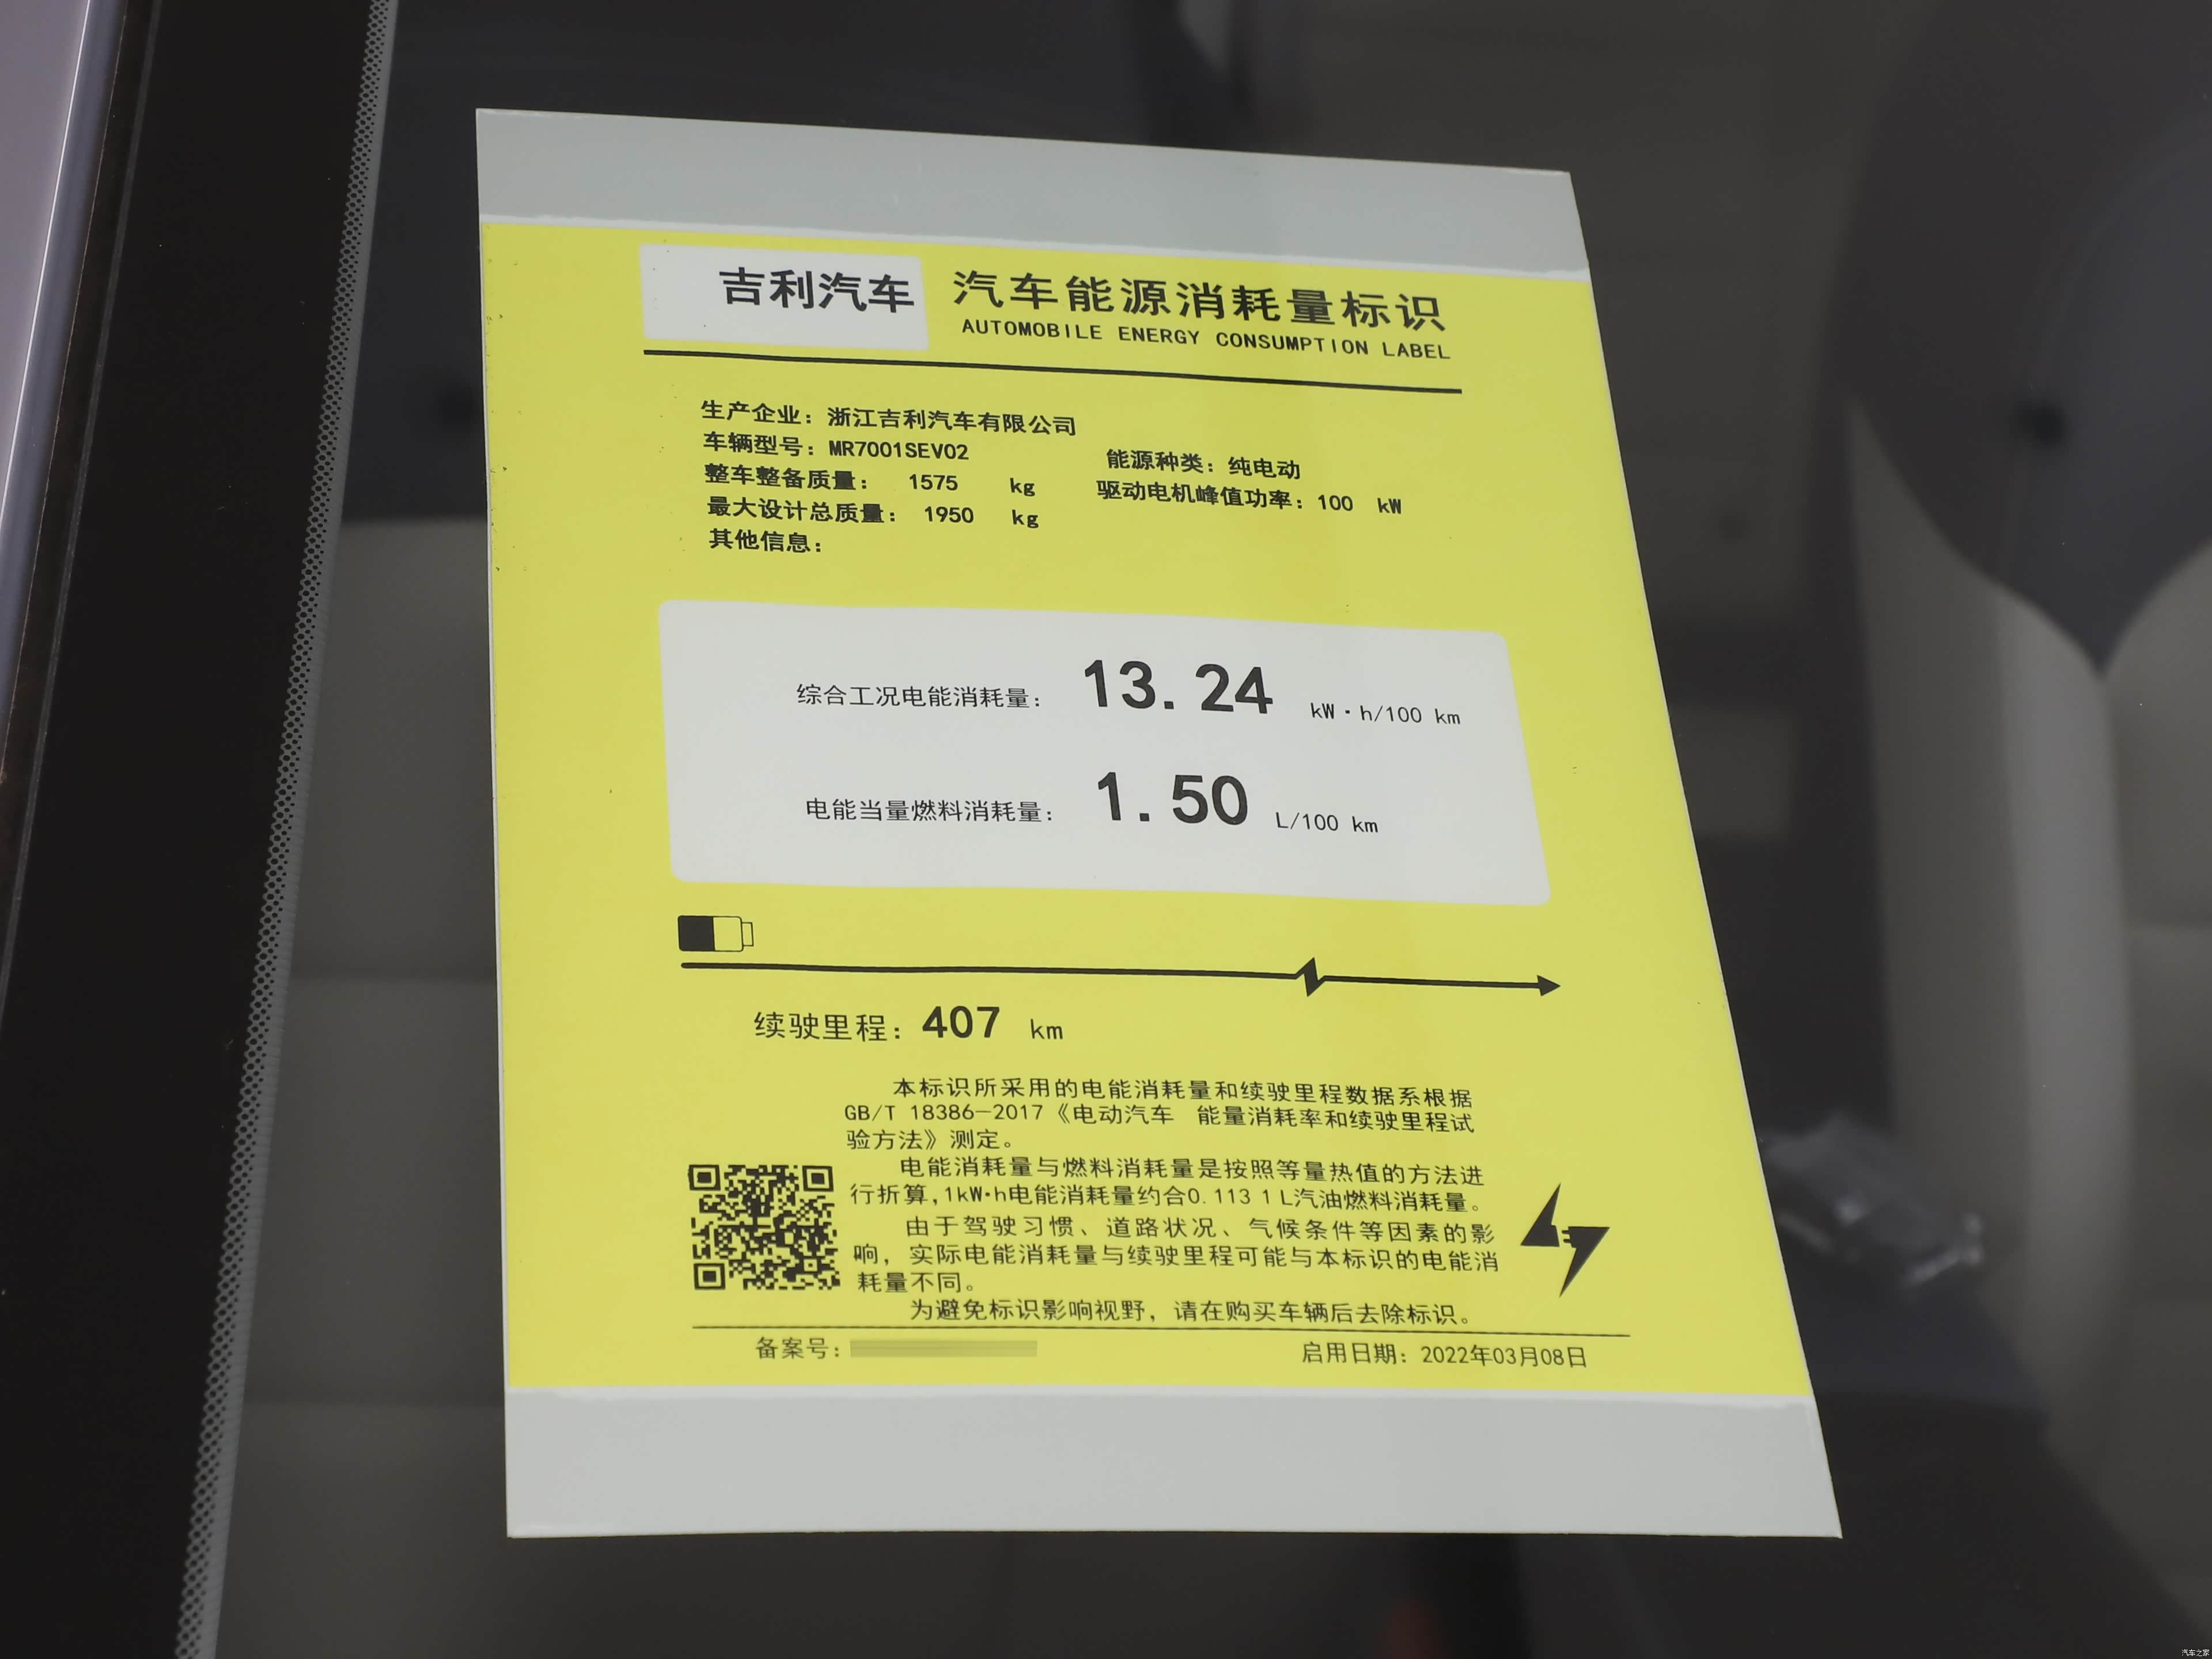 吉利汽车
汽车能源消耗量标识
AUTOMOBILE ENERGY CONSUMPTION LABEL
生产企业：浙江吉利汽车有限公司
车辆型号：MR7001SEV02 能源种类：纯电动
整车整备质量： 1575 kg 驱动电机峰值功率：100 kW
最大设计总质量： 1950 kg
其他信息：
综合工况电能消耗量： 13.24 kW·h/100 km
电能当量燃料消耗量： 1.50 L/100 km
续驶里程：407 km
本标识所采用的电能消耗量和续驶里程数据系根据
GB/T 18386—2017《电动汽车 能量消耗率和续驶里程试
验方法》测定。
电能消耗量与燃料消耗量是按照等量热值的方法进
行折算,1kW·h电能消耗量约合0.113 1 L汽油燃料消耗量。
由于驾驶习惯、道路状况、气候条件等因素的影
响，实际电能消耗量与续驶里程可能与本标识的电能消
耗量不同。
为避免标识影响视野，请在购买车辆后去除标识。
备案号： 启用日期：2022年03月08日
汽车之家